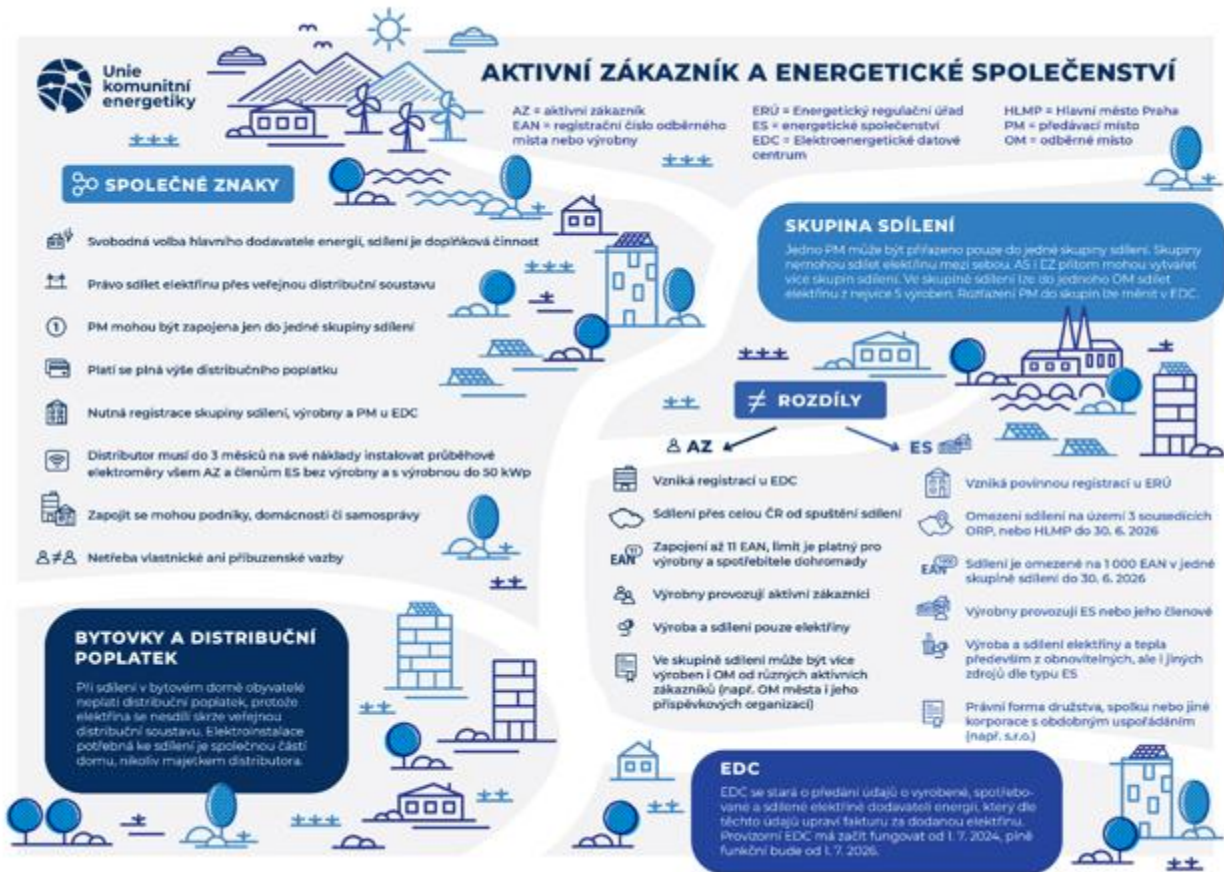 Unie
komunitní
energetiky
AKTIVNÍ ZÁKAZNÍK A ENERGETICKÉ SPOLEČENSTVÍ
AZ = aktivní zákazník
EAN = registrační číslo odběrného
místa nebo výrobny
ERÚ = Energetický regulační úřad
ES = energetické společenství
EDC = Elektroenergetické datové
centrum
HLMP = Hlavní město Praha
PM = předávací místo
OM = odběrné místo
SPOLEČNÉ ZNAKY
Svobodná volba hlavního dodavatele energií, sdílení je doplňková činnost
Právo sdílet elektřinu přes veřejnou distribuční soustavu
1
PM mohou být zapojena jen do jedné skupiny sdílení
Platí se plná výše distribučního poplatku
Nutná registrace skupiny sdílení, výrobny a PM u EDC
Distributor musí do 3 měsíců na své náklady instalovat průběhové
elektroměry všem AZ a členům ES bez výrobny a s výrobnou do 50 kWp
Zapojit se mohou podniky, domácnosti či samosprávy
Netřeba vlastnické ani příbuzenské vazby
BYTOVKY A DISTRIBUČNÍ
POPLATEK
Při sdílení v bytovém domě obyvatelé
neplatí distribuční poplatek, protože
elektřina se nesdílí skrze veřejnou
distribuční soustavu. Elektroinstalace
potřebná ke sdílení je společnou částí
domu, nikoliv majetkem distributora.
SKUPINA SDÍLENÍ
Jedno PM může být přiřazeno pouze do jedné skupiny sdílení. Skupiny
nemohou sdílet elektřinu mezi sebou. AS i EZ přitom mohou vytvářet
více skupin sdílení. Ve skupině sdílení lze do jednoho OM sdílet
elektřinu z nejvíce 5 výroben. Rozřazení PM do skupin lze měnit v EDC.
≠ ROZDÍLY
AZ
Vzniká registrací u EDC
Sdílení přes celou ČR od spuštění sdílení
EAN
Zapojení až 11 EAN, limit je platný pro
výrobny a spotřebitele dohromady
Výrobny provozují aktivní zákazníci
Výroba a sdílení pouze elektřiny
Ve skupině sdílení může být více
výroben i OM od různých aktivních
zákazníků (např. OM města i jeho
příspěvkových organizací)
ES
Vzniká povinnou registrací u ERÚ
Omezení sdílení na území 3 sousedících
ORP, nebo HLMP do 30. 6. 2026
EAN
Sdílení je omezené na 1 000 EAN v jedné
skupině sdílení do 30. 6. 2026
Výrobny provozují ES nebo jeho členové
Výroba a sdílení elektřiny a tepla
především z obnovitelných, ale i jiných
zdrojů dle typu ES
Právní forma družstva, spolku nebo jiné
korporace s obdobným uspořádáním
(např. s.r.o.)
EDC
EDC se stará o předání údajů o vyrobené, spotřebo-
vané a sdílené elektřině dodavateli energií, který dle
těchto údajů upraví fakturu za dodanou elektřinu.
Provizorní EDC má začít fungovat od 1. 7. 2024, plně
funkční bude od 1. 7. 2026.